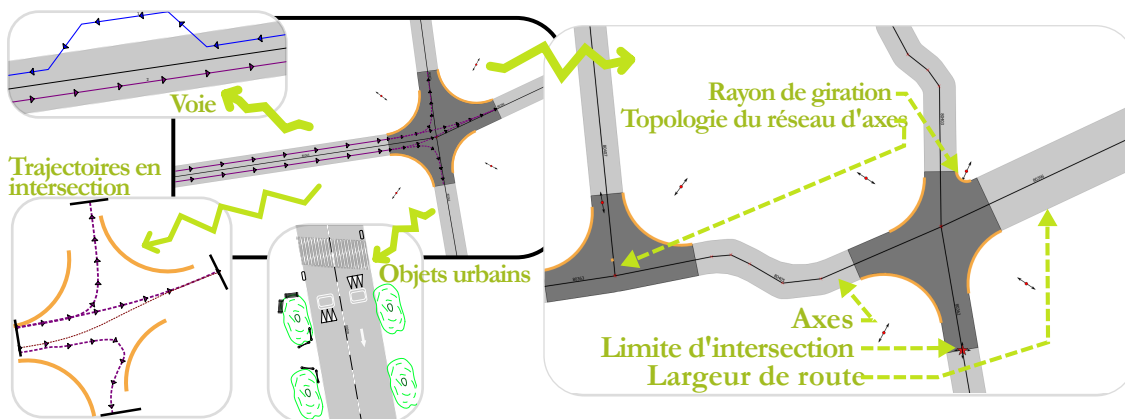 Voie
Rayon de giration
Topologie du réseau d'axes
Trajectoires en
intersection
Objets urbains
Axes
Limite d'intersection
Largeur de route